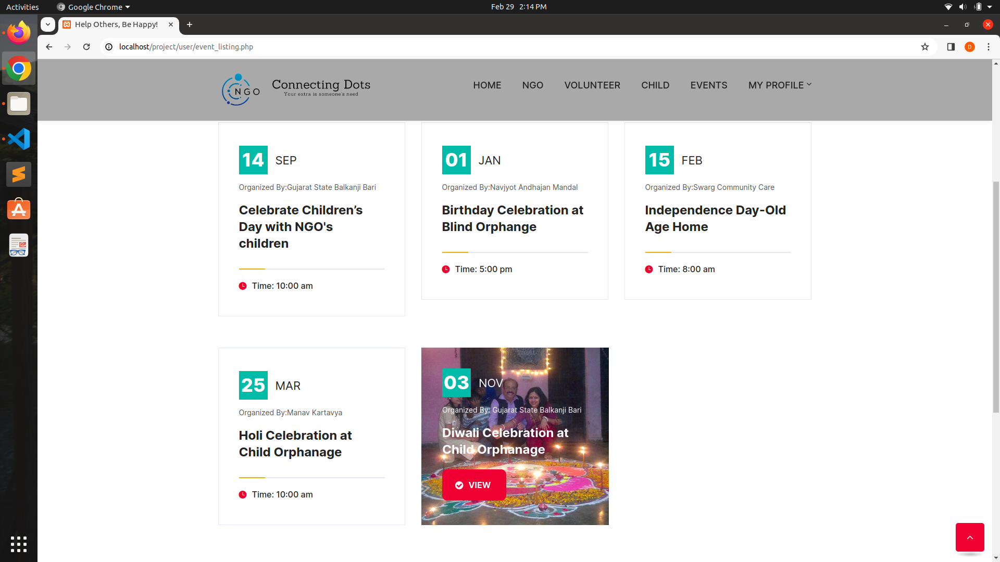 Activities
Google Chrome
Feb 29 2:14 PM
Help Others, Be Happy!
localhost/project/user/event_listing.php
D
NGO
Connecting Dots
Your extra is someone's need
HOME
NGO
VOLUNTEER
CHILD
EVENTS
MY PROFILE
14 SEP
Organized By:Gujarat State Balkanji Bari
Celebrate Children’s
Day with NGO's
children
Time: 10:00 am
01 JAN
Organized By:Navjyot Andhajan Mandal
Birthday Celebration at
Blind Orphange
Time: 5:00 pm
15 FEB
Organized By:Swarg Community Care
Independence Day-Old
Age Home
Time: 8:00 am
25 MAR
Organized By:Manav Kartavya
Holi Celebration at
Child Orphanage
Time: 10:00 am
03 NOV
Organized By: Gujarat State Balkanji Bari
Diwali Celebration at
Child Orphanage
VIEW